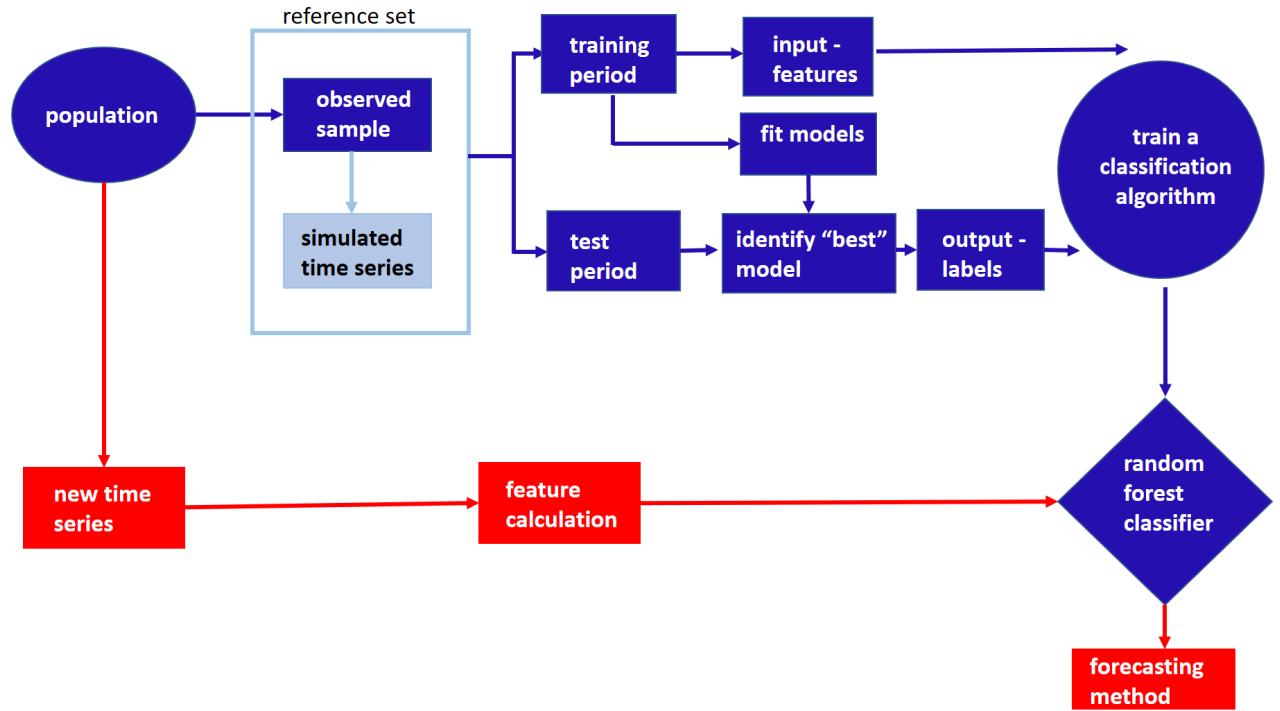 reference set
population
observed
sample
simulated
time series
training
period
input -
features
fit models
test
period
identify “best”
model
output -
labels
train a
classification
algorithm
new time
series
feature
calculation
random
forest
classifier
forecasting
method